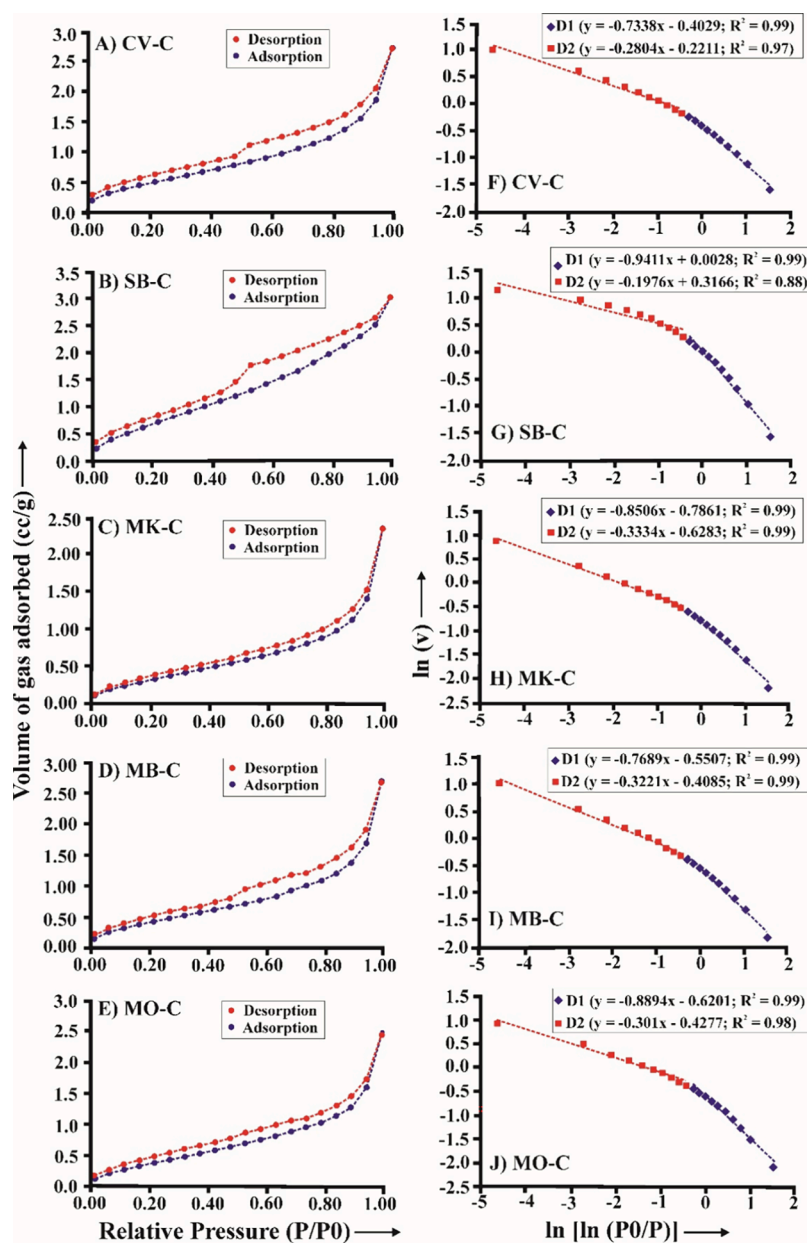 A) CV-C
Desorption
Adsorption
3.0
2.5
2.0
1.5
1.0
0.5
0.0
0.00 0.20 0.40 0.60 0.80 1.00
D1 (y = -0.7338x - 0.4029; R² = 0.99)
D2 (y = -0.2804x - 0.2211; R² = 0.97)
1.5
1.0
0.5
0.0
-0.5
-1.0
-1.5
-2.0
F) CV-C
-5 -4 -3 -2 -1 0 1 2
B) SB-C
Desorption
Adsorption
3.5
3.0
2.5
2.0
1.5
1.0
0.5
0.0
0.00 0.20 0.40 0.60 0.80 1.00
D1 (y = -0.9411x + 0.0028; R² = 0.99)
D2 (y = -0.1976x + 0.3166; R² = 0.88)
1.5
1.0
0.5
0.0
-0.5
-1.0
-1.5
-2.0
G) SB-C
-5 -4 -3 -2 -1 0 1 2
C) MK-C
Desorption
Adsorption
2.50
2.00
1.50
1.00
0.50
0.00
0.00 0.20 0.40 0.60 0.80 1.00
D1 (y = -0.8506x - 0.7861; R² = 0.99)
D2 (y = -0.3334x - 0.6283; R² = 0.99)
1.5
1.0
0.5
0.0
-0.5
-1.0
-1.5
-2.0
-2.5
H) MK-C
-5 -4 -3 -2 -1 0 1 2
D) MB-C
Desorption
Adsorption
3.00
2.50
2.00
1.50
1.00
0.50
0.00
0.00 0.20 0.40 0.60 0.80 1.00
D1 (y = -0.7689x - 0.5507; R² = 0.99)
D2 (y = -0.3221x - 0.4085; R² = 0.99)
1.5
1.0
0.5
0.0
-0.5
-1.0
-1.5
-2.0
I) MB-C
-5 -4 -3 -2 -1 0 1 2
E) MO-C
Desorption
Adsorption
3.0
2.5
2.0
1.5
1.0
0.5
0.0
0.00 0.20 0.40 0.60 0.80 1.00
D1 (y = -0.8894x - 0.6201; R² = 0.99)
D2 (y = -0.301x - 0.4277; R² = 0.98)
1.5
1.0
0.5
0.0
-0.5
-1.0
-1.5
-2.0
-2.5
J) MO-C
-5 -4 -3 -2 -1 0 1 2
Volume of gas adsorbed (cc/g)
ln (v)
Relative Pressure (P/P0)
ln [ln (P0/P)]